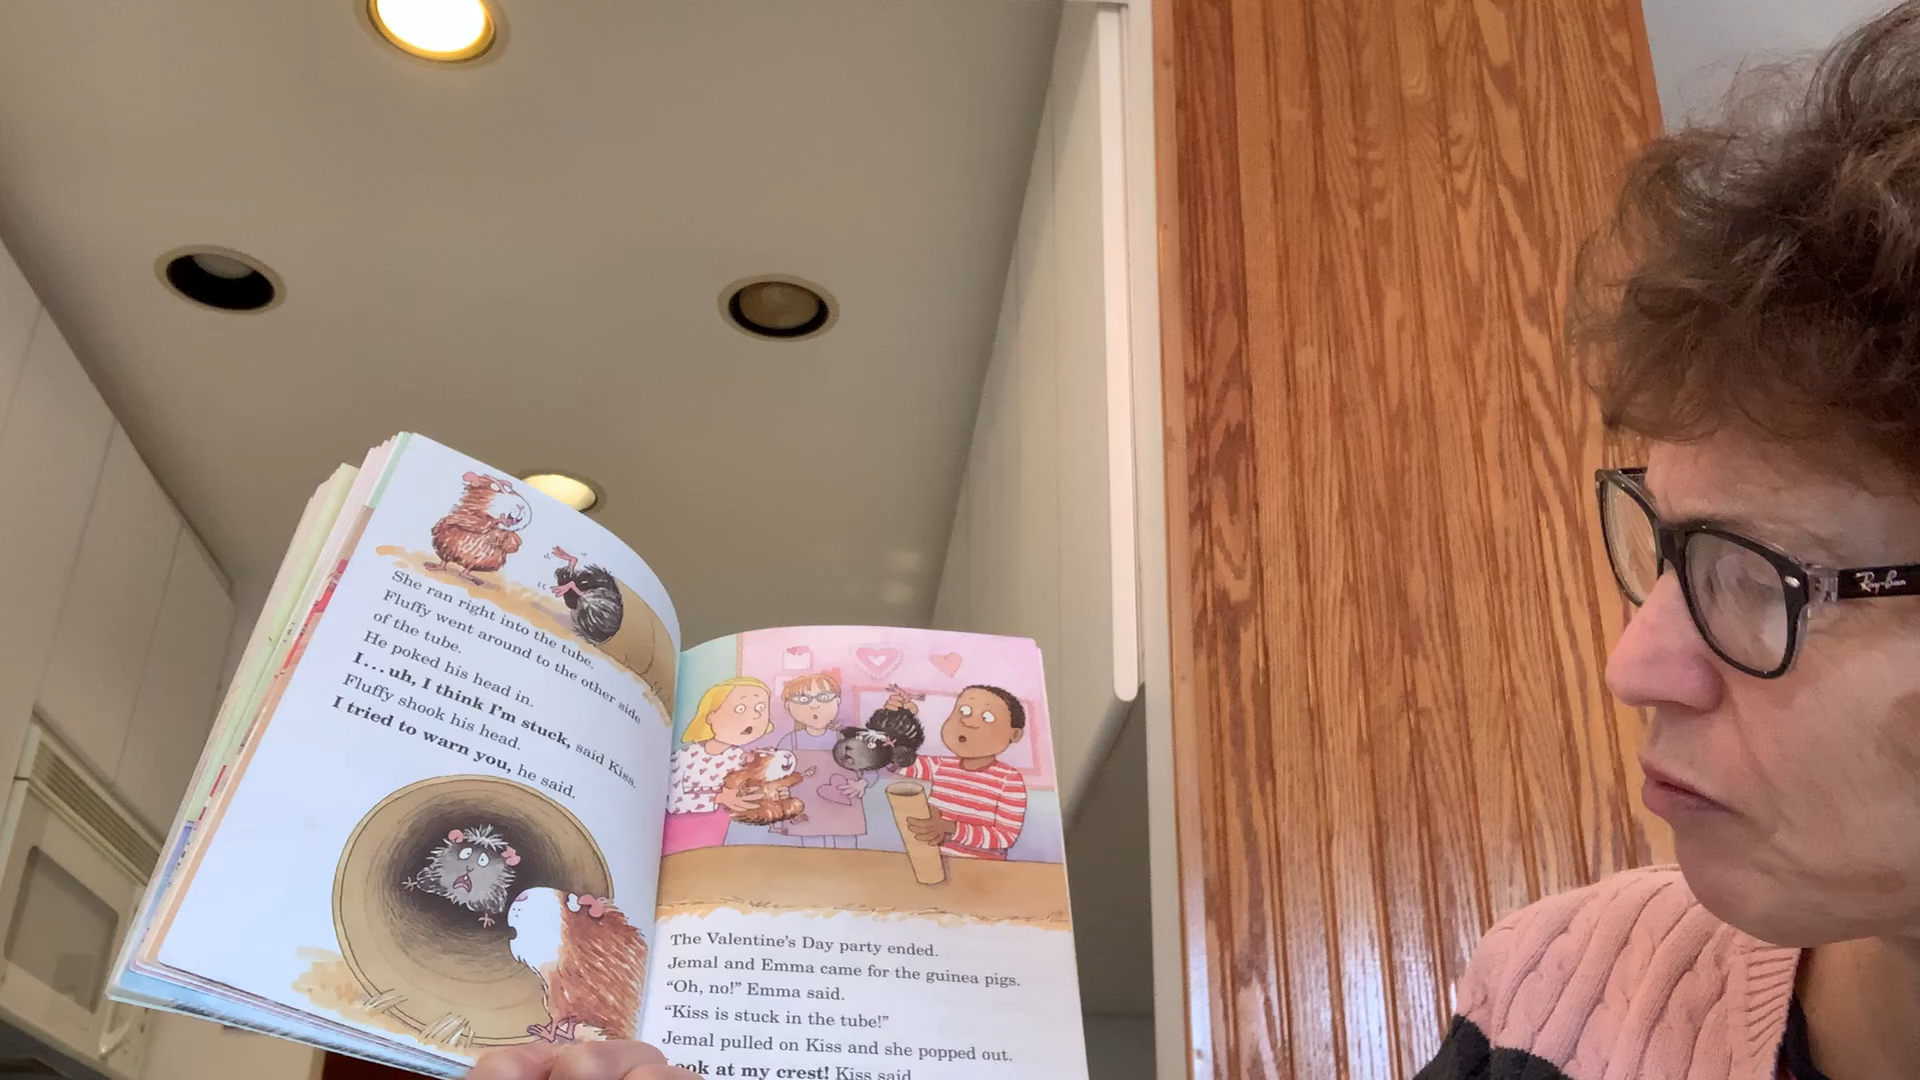 She ran right into the tube.
Fluffy went around to the other side
of the tube.
He poked his head in.
I...uh, I think I'm stuck, said Kiss.
Fluffy shook his head.
I tried to warn you, he said.
The Valentine's Day party ended.
Jemal and Emma came for the guinea pigs.
"Oh, no!" Emma said.
"Kiss is stuck in the tube!"
Jemal pulled on Kiss and she popped out.
at my crest! Kiss said
Ray-Ban